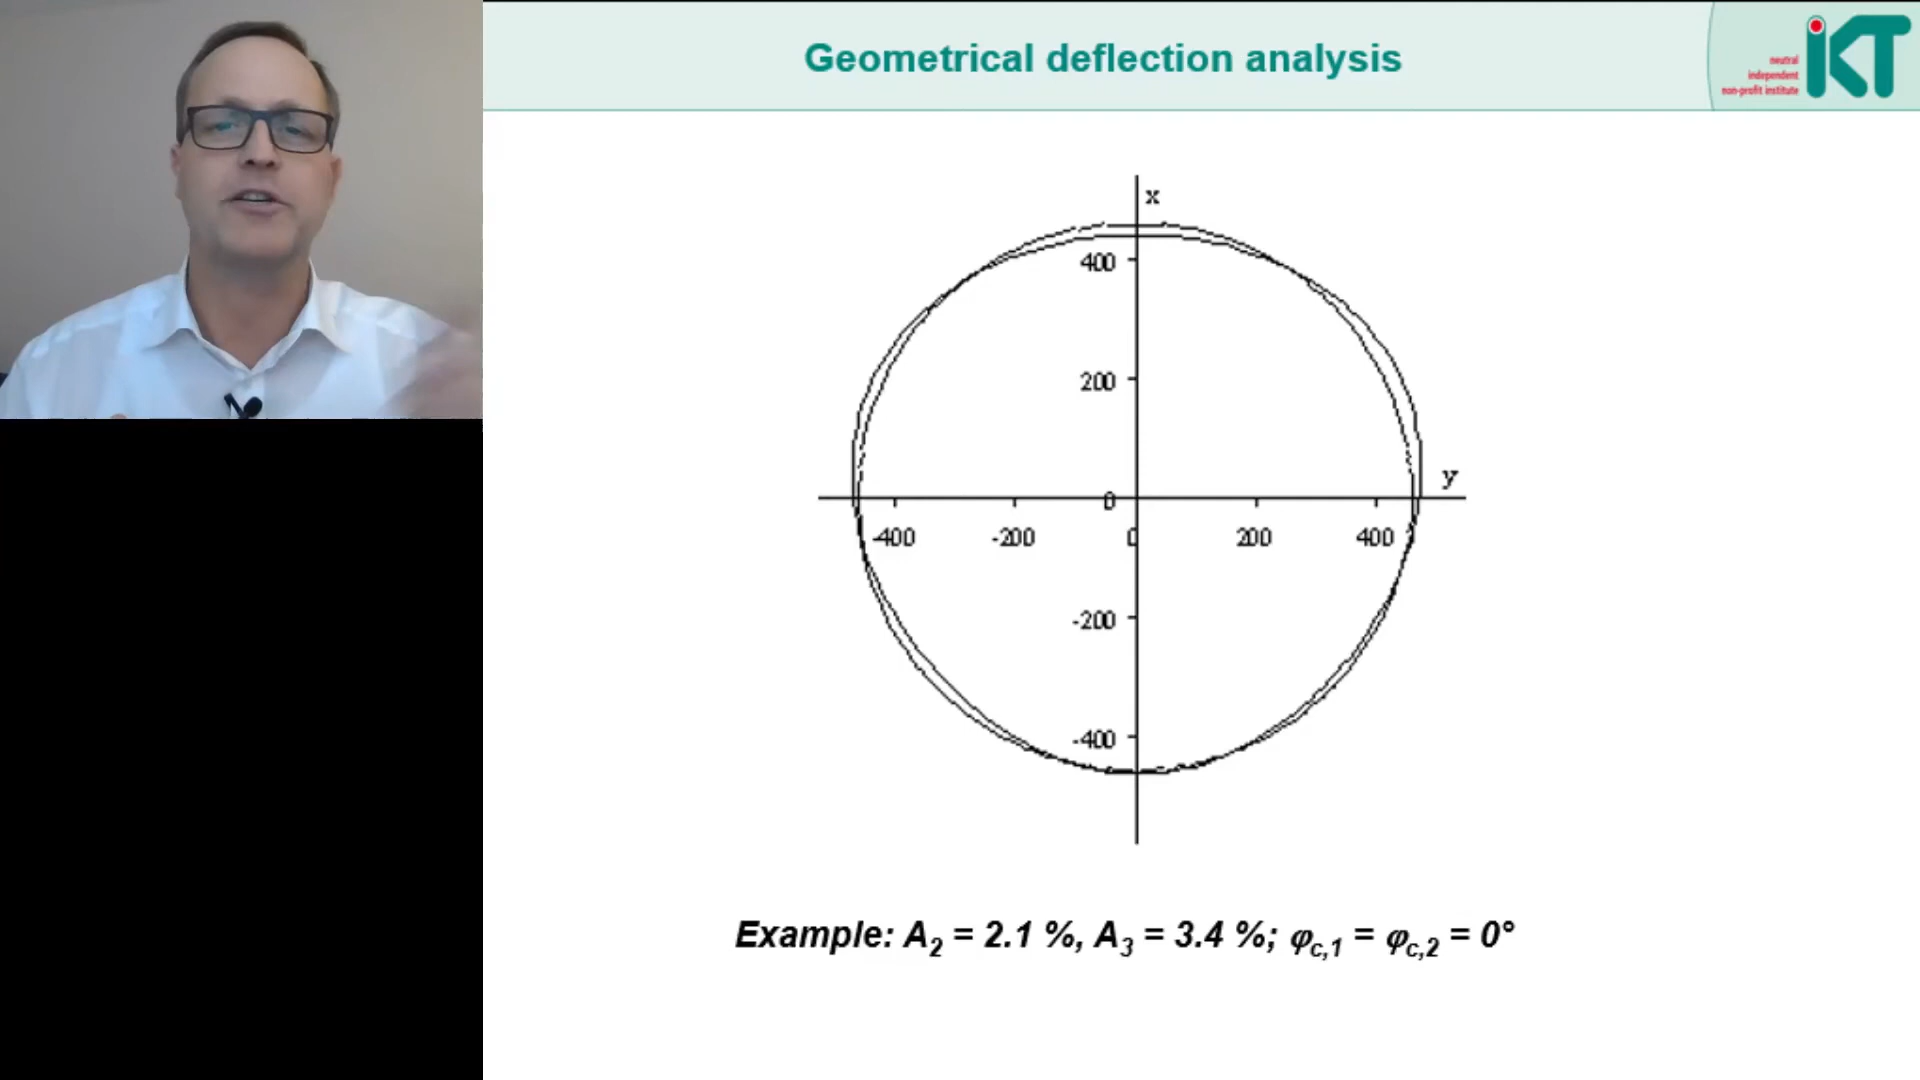 Geometrical deflection analysis
neutral
independent
non-profit institute
iKT
x
400
200
y
0
-400
-200
0
200
400
-200
-400
Example: A2 = 2.1 %, A3 = 3.4 %; φc,1 = φc,2 = 0°